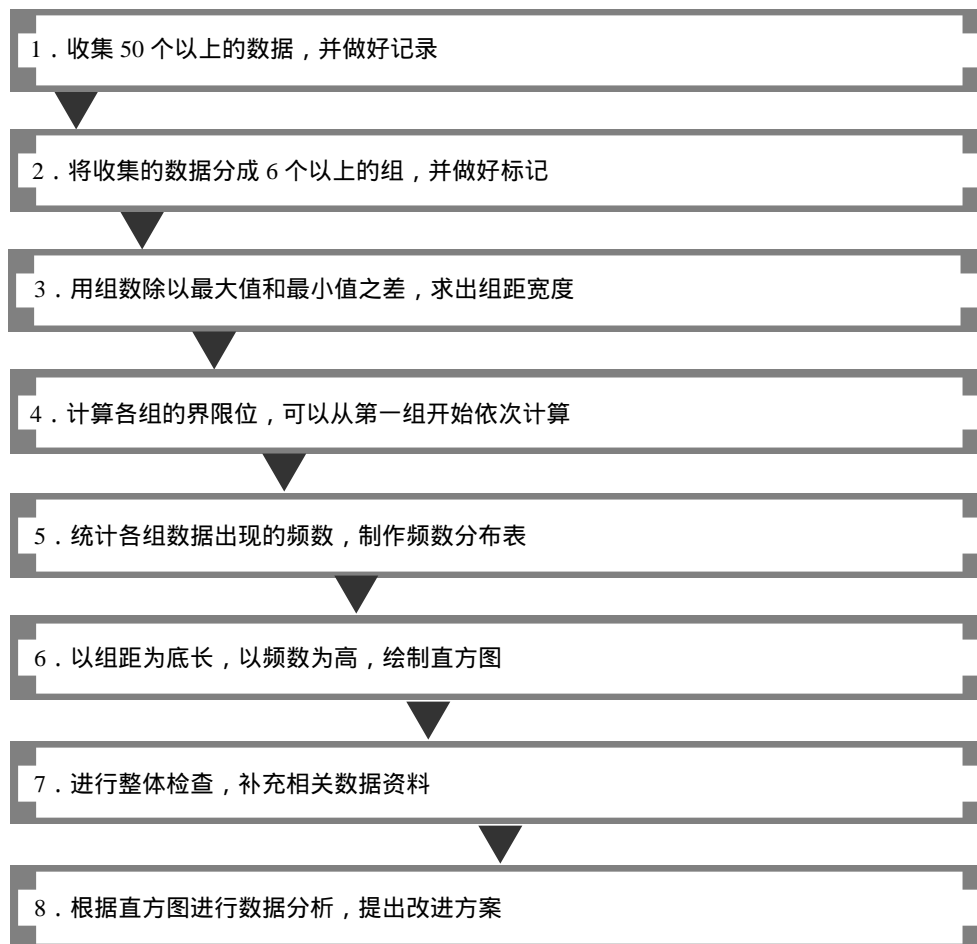 1．收集 50 个以上的数据，并做好记录
2．将收集的数据分成 6 个以上的组，并做好标记
3．用组数除以最大值和最小值之差，求出组距宽度
4．计算各组的界限位，可以从第一组开始依次计算
5．统计各组数据出现的频数，制作频数分布表
6．以组距为底长，以频数为高，绘制直方图
7．进行整体检查，补充相关数据资料
8．根据直方图进行数据分析，提出改进方案